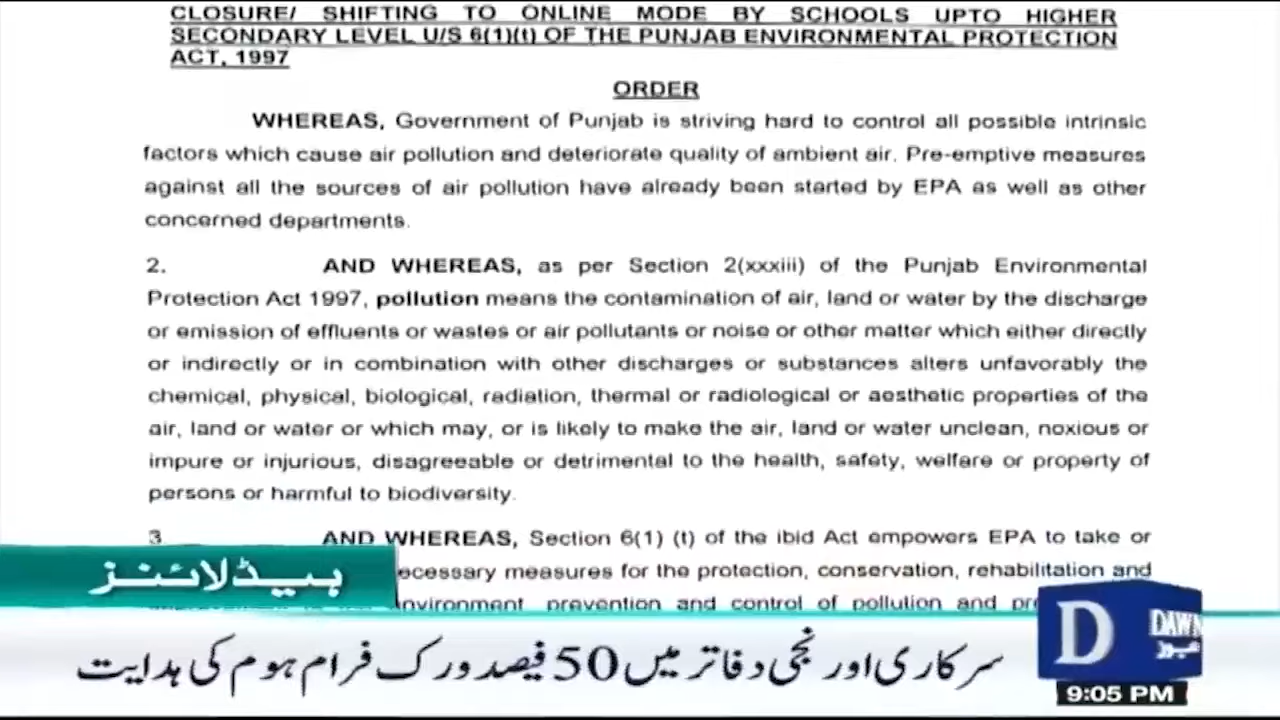 CLOSURE/ SHIFTING TO ONLINE MODE BY SCHOOLS UPTO HIGHER
SECONDARY LEVEL U/S 6(1)(t) OF THE PUNJAB ENVIRONMENTAL PROTECTION
ACT, 1997
ORDER
WHEREAS, Government of Punjab is striving hard to control all possible intrinsic
factors which cause air pollution and deteriorate quality of ambient air. Pre-emptive measures
against all the sources of air pollution have already been started by EPA as well as other
concerned departments.
2. AND WHEREAS, as per Section 2(xxxiii) of the Punjab Environmental
Protection Act 1997, pollution means the contamination of air, land or water by the discharge
or emission of effluents or wastes or air pollutants or noise or other matter which either directly
or indirectly or in combination with other discharges or substances alters unfavorably the
chemical, physical, biological, radiation, thermal or radiological or aesthetic properties of the
air, land or water or which may, or is likely to make the air, land or water unclean, noxious or
impure or injurious, disagreeable or detrimental to the health, safety, welfare or property of
persons or harmful to biodiversity.
3 AND WHEREAS, Section 6(1) (t) of the ibid Act empowers EPA to take or
ecessary measures for the protection, conservation, rehabilitation and
nvironment prevention and control of pollution and
ہیڈلائنز
سرکاری اور نجی دفاتر میں 50 فیصد ورک فرام ہوم کی ہدایت
D DAWN
نیوز
9:05 PM